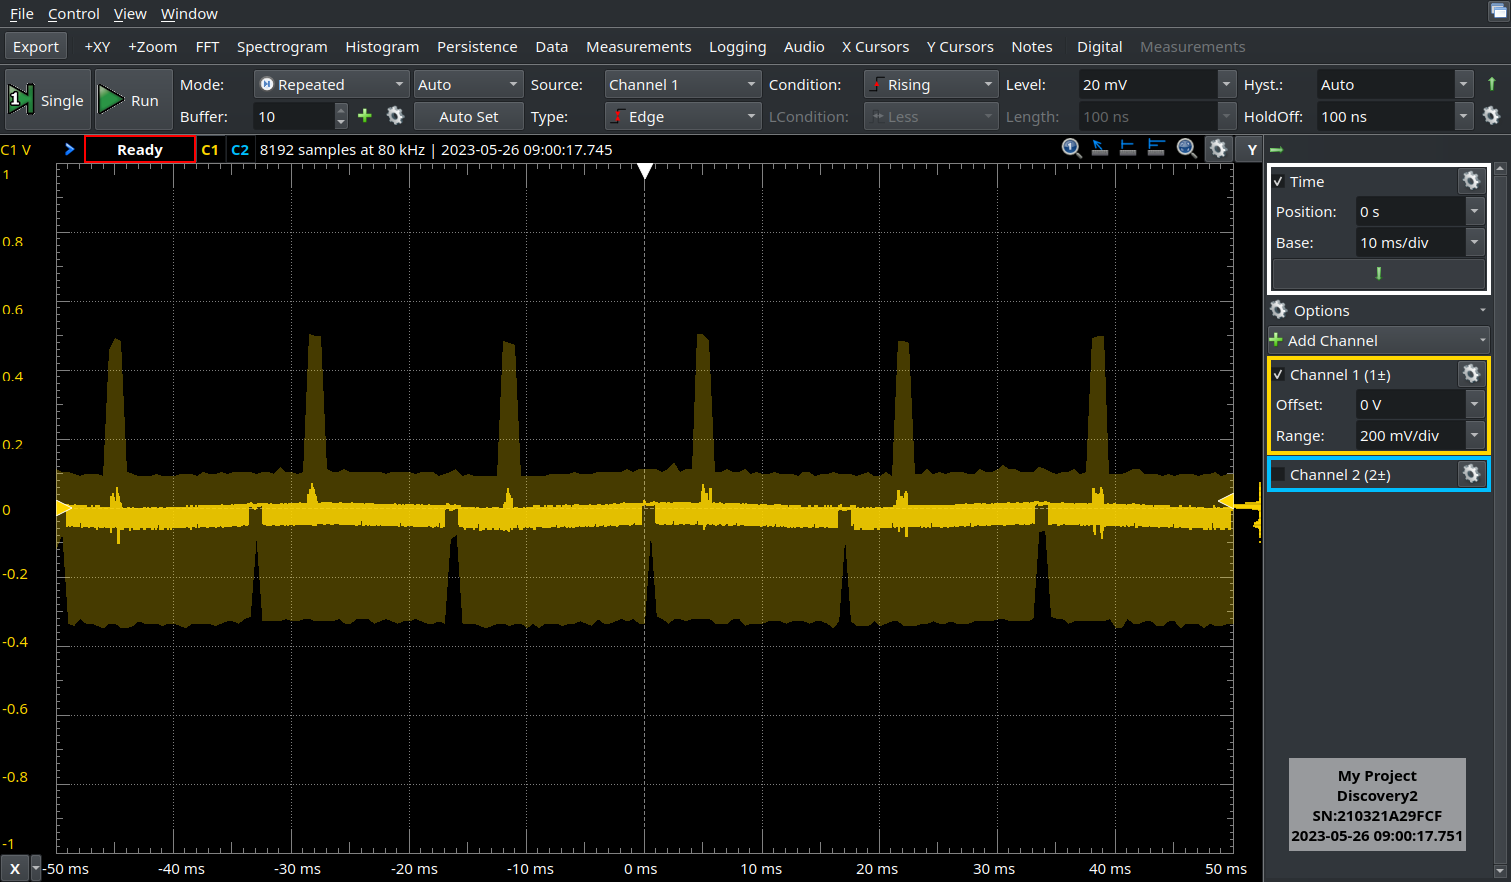 File Control View Window
Export +XY +Zoom FFT Spectrogram Histogram Persistence Data Measurements Logging Audio X Cursors Y Cursors Notes Digital Measurements
1 Single Run Mode: Repeated Auto Source: Channel 1 Condition: Rising Level: 20 mV Hyst.: Auto
Buffer: 10 Auto Set Type: Edge LCondition: Less Length: 100 ns HoldOff: 100 ns
C1 V Ready C1 C2 8192 samples at 80 kHz | 2023-05-26 09:00:17.745 Y
1
0.8
0.6
0.4
0.2
0
-0.2
-0.4
-0.6
-0.8
-1
X -50 ms -40 ms -30 ms -20 ms -10 ms 0 ms 10 ms 20 ms 30 ms 40 ms 50 ms
Time
Position: 0 s
Base: 10 ms/div
Options
Add Channel
Channel 1 (1±)
Offset: 0 V
Range: 200 mV/div
Channel 2 (2±)
My Project
Discovery2
SN:210321A29FCF
2023-05-26 09:00:17.751